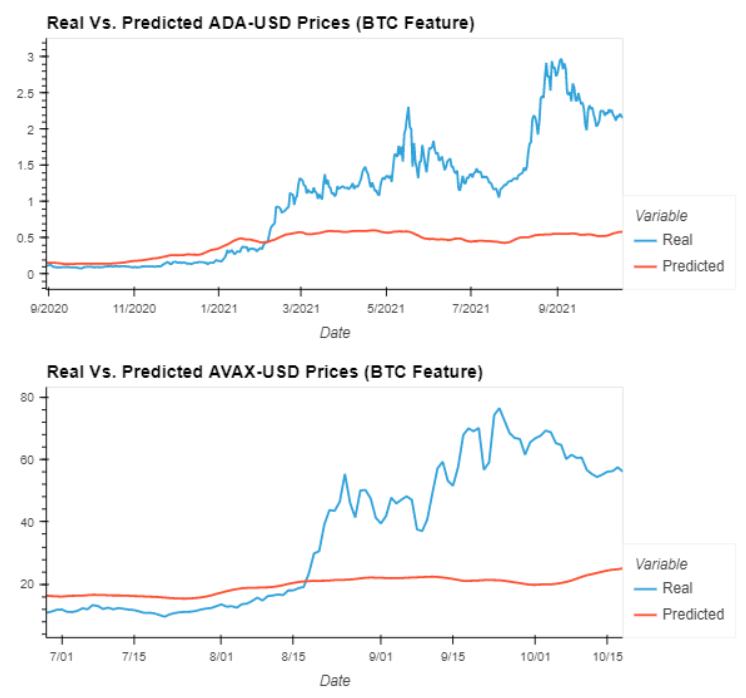 Real Vs. Predicted ADA-USD Prices (BTC Feature)
3
2.5
2
1.5
1
0.5
0
9/2020 11/2020 1/2021 3/2021 5/2021 7/2021 9/2021
Date
Variable
Real
Predicted
Real Vs. Predicted AVAX-USD Prices (BTC Feature)
80
60
40
20
7/01 7/15 8/01 8/15 9/01 9/15 10/01 10/15
Date
Variable
Real
Predicted